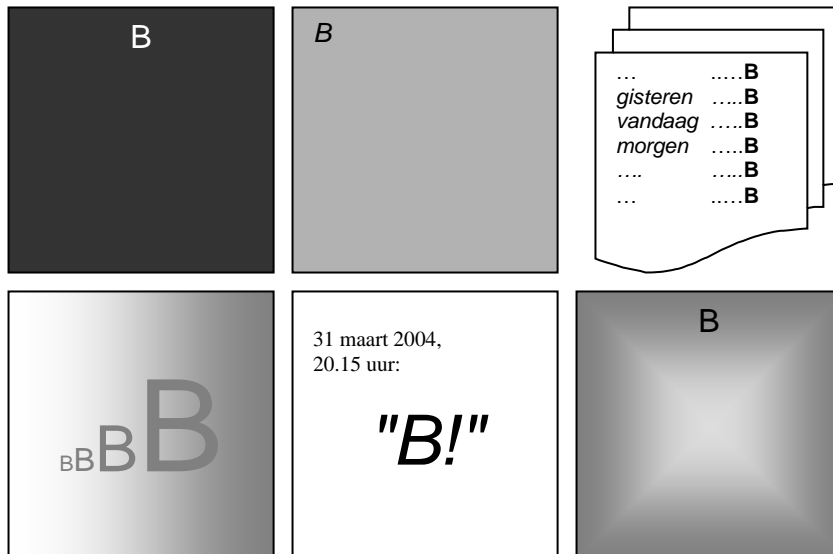 B
B
… .….B
gisteren …..B
vandaag …..B
morgen …..B
…. …..B
… .….B
BBBB
31 maart 2004,
20.15 uur:
"B!"
B